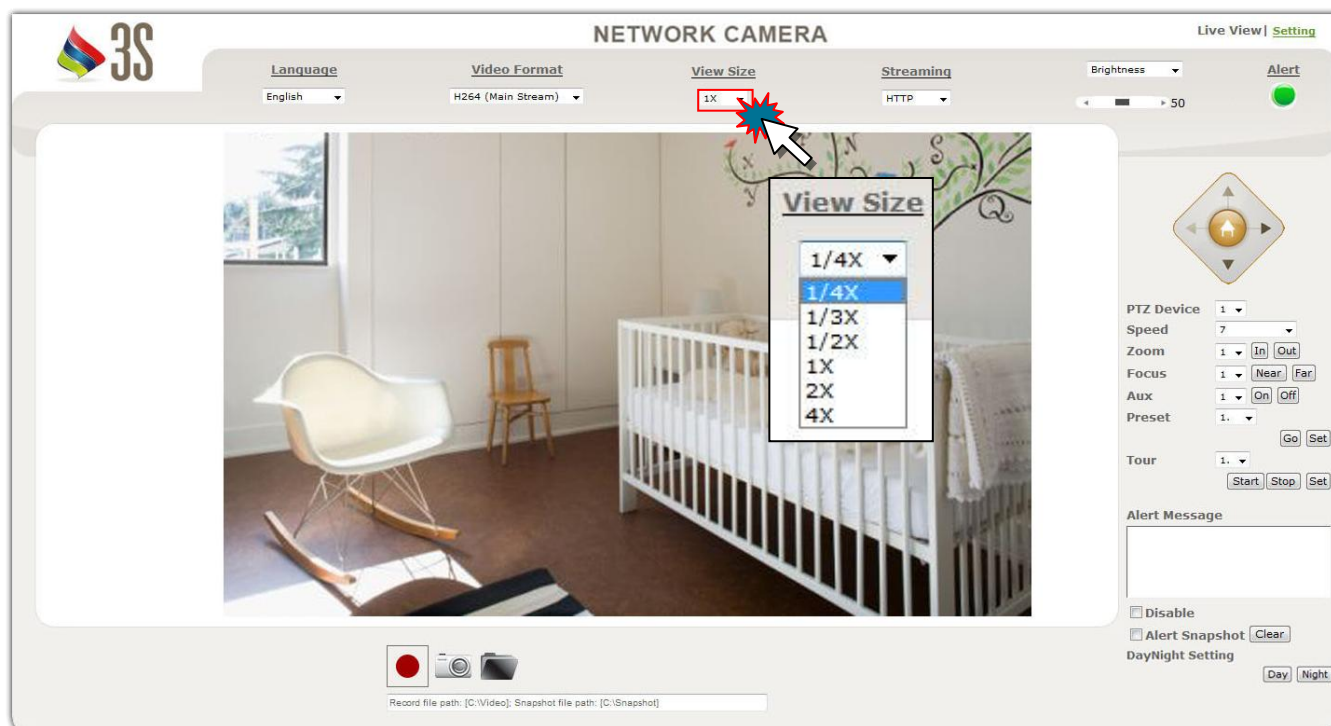 3S
NETWORK CAMERA
Live View| Setting
Language
Video Format
View Size
Streaming
Brightness
Alert
English
H264 (Main Stream)
1X
HTTP
50
X
N
S
Y
Q
View Size
1/4X
1/4X
1/3X
1/2X
1X
2X
4X
PTZ Device 1
Speed 7
Zoom 1 In Out
Focus 1 Near Far
Aux 1 On Off
Preset 1.
Go Set
Tour 1.
Start Stop Set
Alert Message
Disable
Alert Snapshot Clear
DayNight Setting
Day Night
Record file path: [C:\Video]; Snapshot file path: [C:\Snapshot]